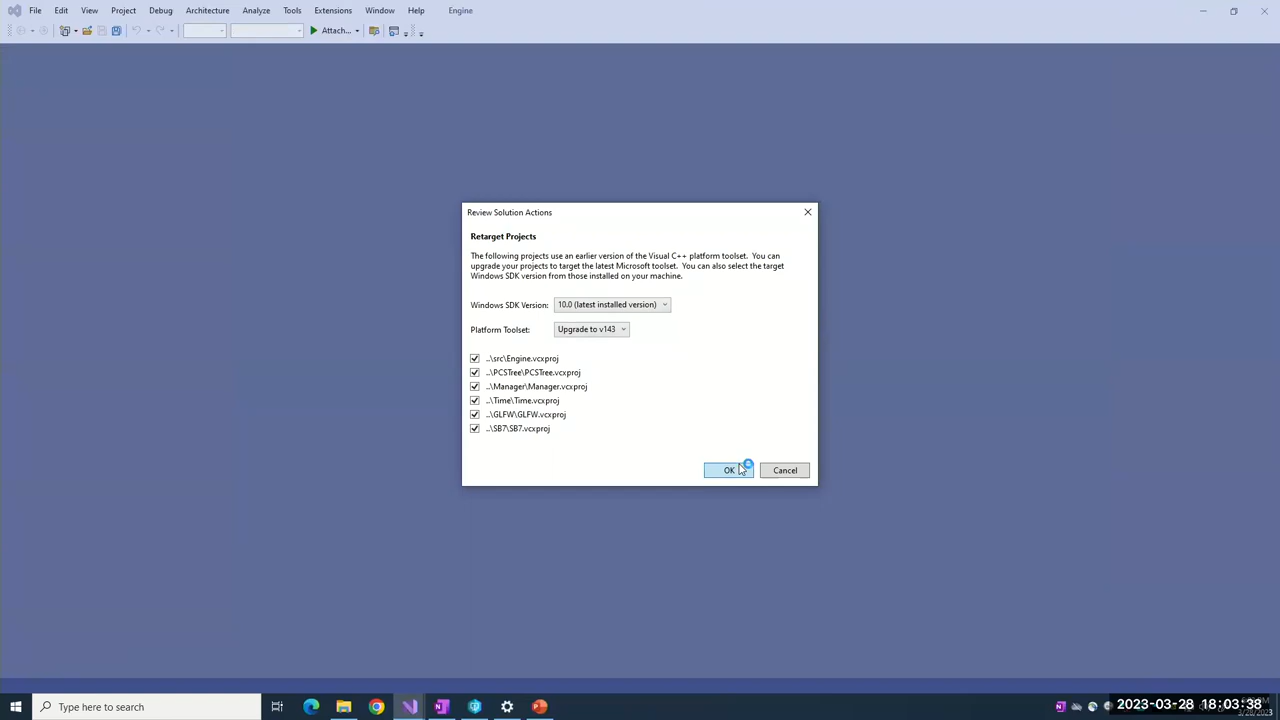 File Edit View Project Debug Architecture Analyze Tools Extensions Window Help Engine
Attach...
Review Solution Actions
Retarget Projects
The following projects use an earlier version of the Visual C++ platform toolset. You can
upgrade your projects to target the latest Microsoft toolset. You can also select the target
Windows SDK version from those installed on your machine.
Windows SDK Version: 10.0 (latest installed version)
Platform Toolset: Upgrade to v143
..\src\Engine.vcxproj
..\PCSTree\PCSTree.vcxproj
..\Manager\Manager.vcxproj
..\Time\Time.vcxproj
..\GLFW\GLFW.vcxproj
..\SB7\SB7.vcxproj
OK Cancel
Type here to search
2023-03-28 18:03:38